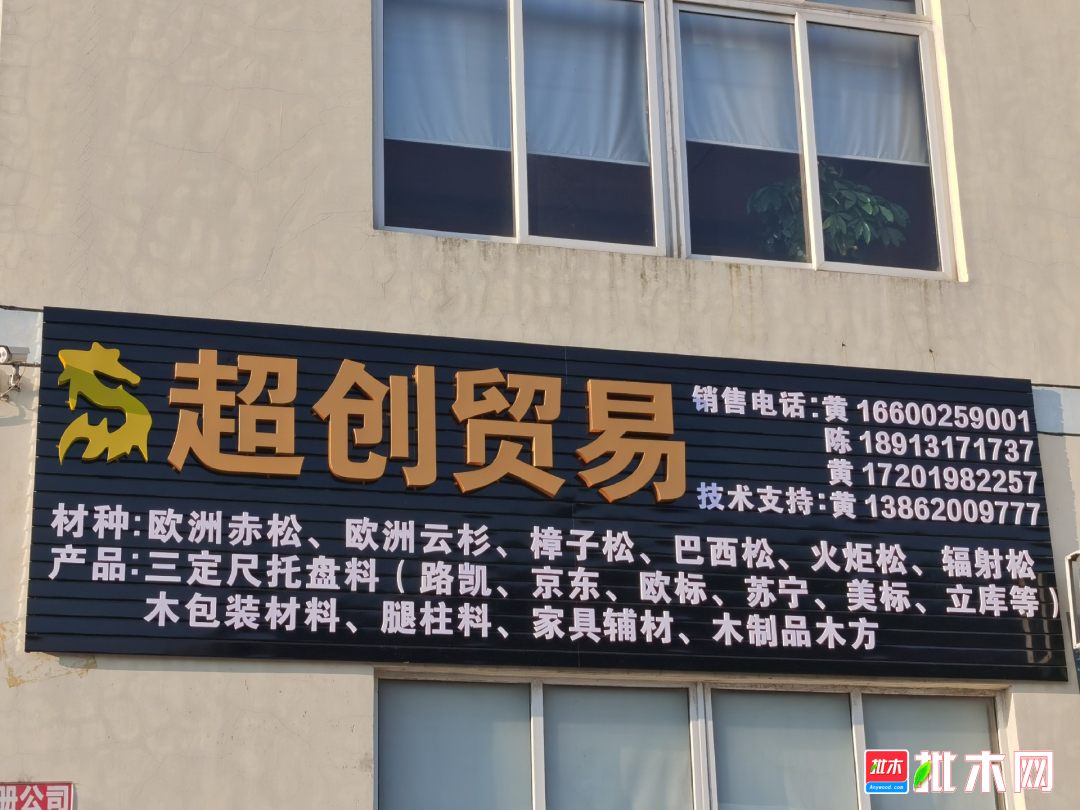 超创贸易
销售电话:黄 16600259001
陈 18913171737
黄 17201982257
技术支持:黄 13862009777
材种:欧洲赤松、欧洲云杉、樟子松、巴西松、火炬松、辐射松
产品:三定尺托盘料(路凯、京东、欧标、苏宁、美标、立库等)
木包装材料、腿柱料、家具辅材、木制品木方
册公司
批木
Anywood.com
批木网